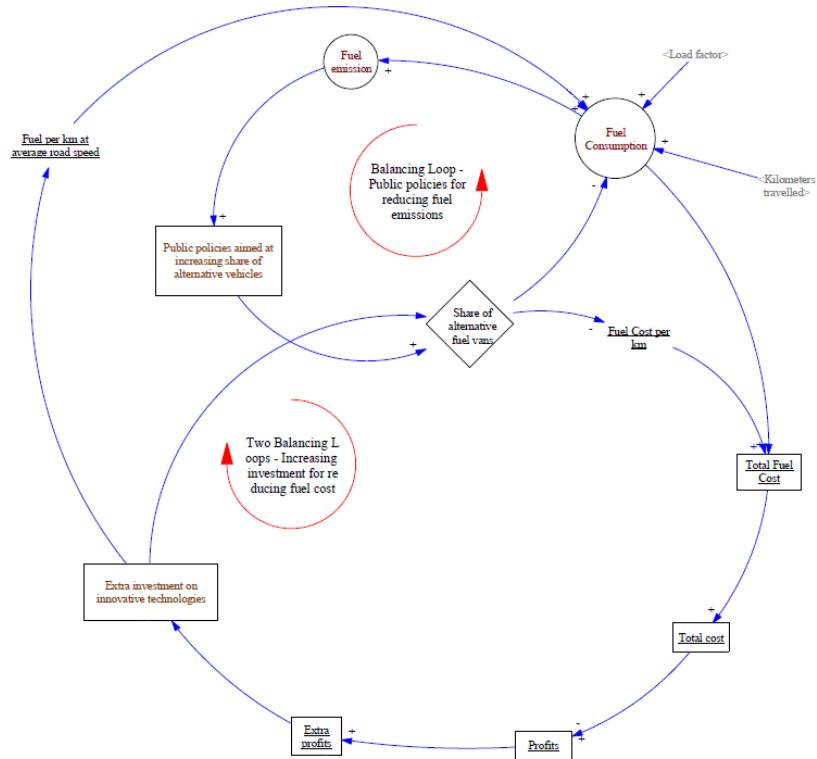 Fuel
emission
+
<Load factor>
+
+
+
Fuel
Consumption
+
<Kilometers
travelled>
-
Fuel per km at
average road speed
Balancing Loop -
Public policies for
reducing fuel
emissions
+
Public policies aimed at
increasing share of
alternative vehicles
Share of
alternative
fuel vans
+
-
Fuel Cost per
km
Two Balancing L
oops - Increasing
investment for re
ducing fuel cost
++
Total Fuel
Cost
Extra investment on
innovative technologies
+
Total cost
-
+
Profits
+
Extra
profits